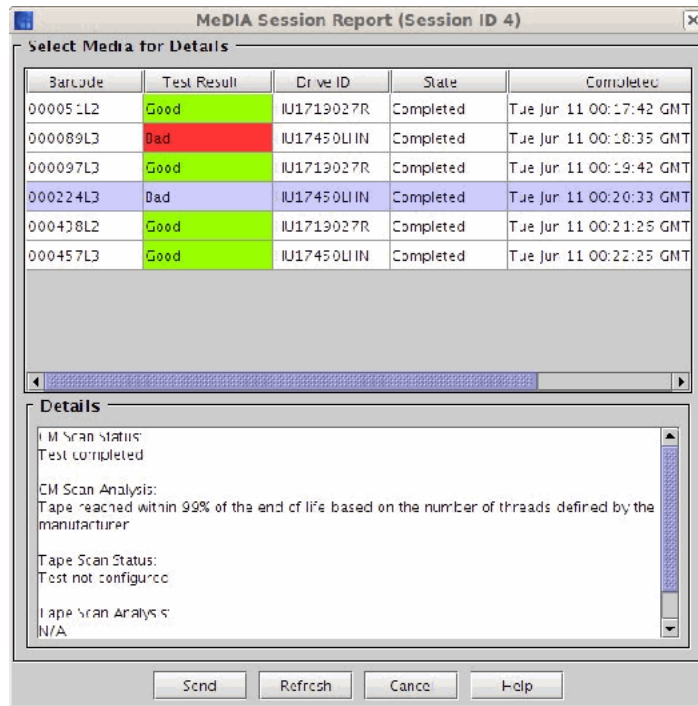 MeDIA Session Report (Session ID 4)
Select Media for Details
Barcode Test Result Drive ID State Completed
000051L2 Good HU1719027R Completed Tue Jun 11 00:17:42 GMT
000089L3 Bad HU17450LHN Completed Tue Jun 11 00:18:35 GMT
000097L3 Good HU1719027R Completed Tue Jun 11 00:19:42 GMT
000224L3 Bad HU17450LHN Completed Tue Jun 11 00:20:33 GMT
000438L2 Good HU1719027R Completed Tue Jun 11 00:21:25 GMT
000457L3 Good HU17450LHN Completed Tue Jun 11 00:22:25 GMT
Details
CM Scan Status:
Test completed
CM Scan Analysis:
Tape reached within 99% of the end of life based on the number of threads defined by the
manufacturer
Tape Scan Status:
Test not configured
Tape Scan Analysis:
N/A
Send Refresh Cancel Help